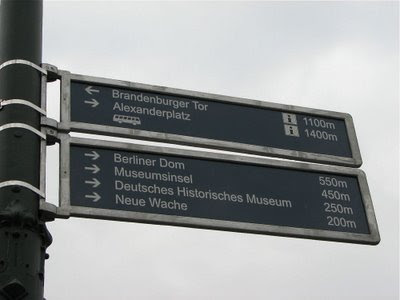 ← Brandenburger Tor i 1100m
→ Alexanderplatz i 1400m
→ Berliner Dom 550m
→ Museumsinsel 450m
→ Deutsches Historisches Museum 250m
→ Neue Wache 200m